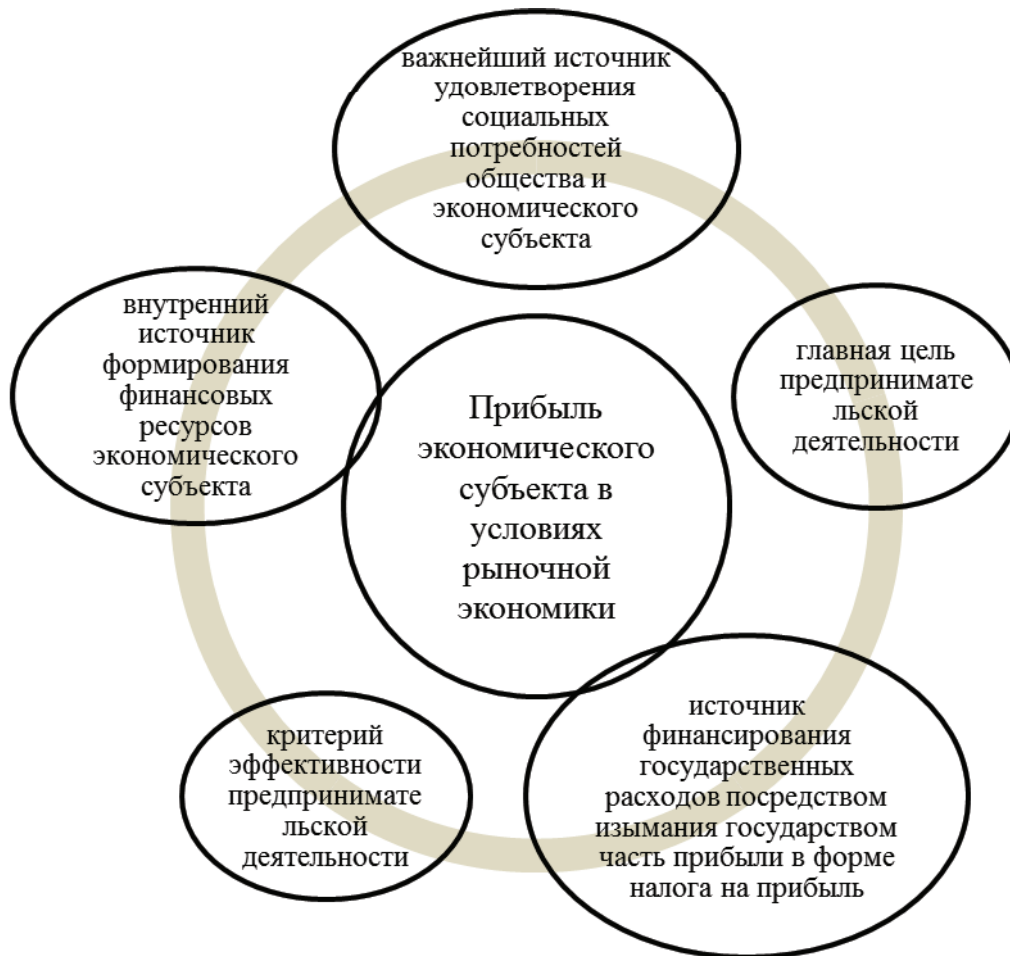 важнейший источник
удовлетворения
социальных
потребностей
общества и
экономического
субъекта
внутренний
источник
формирования
финансовых
ресурсов
экономического
субъекта
главная цель
предпринимате
льской
деятельности
Прибыль
экономического
субъекта в
условиях
рыночной
экономики
критерий
эффективности
предпринимате
льской
деятельности
источник
финансирования
государственных
расходов посредством
изымания государством
часть прибыли в форме
налога на прибыль